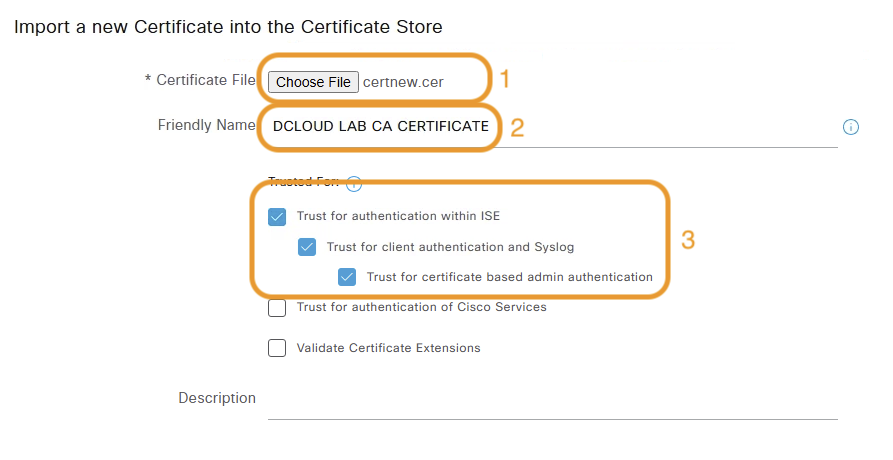 Import a new Certificate into the Certificate Store
* Certificate File Choose File certnew.cer 1
Friendly Name DCLOUD LAB CA CERTIFICATE 2
Trusted For:
Trust for authentication within ISE
Trust for client authentication and Syslog 3
Trust for certificate based admin authentication
Trust for authentication of Cisco Services
Validate Certificate Extensions
Description